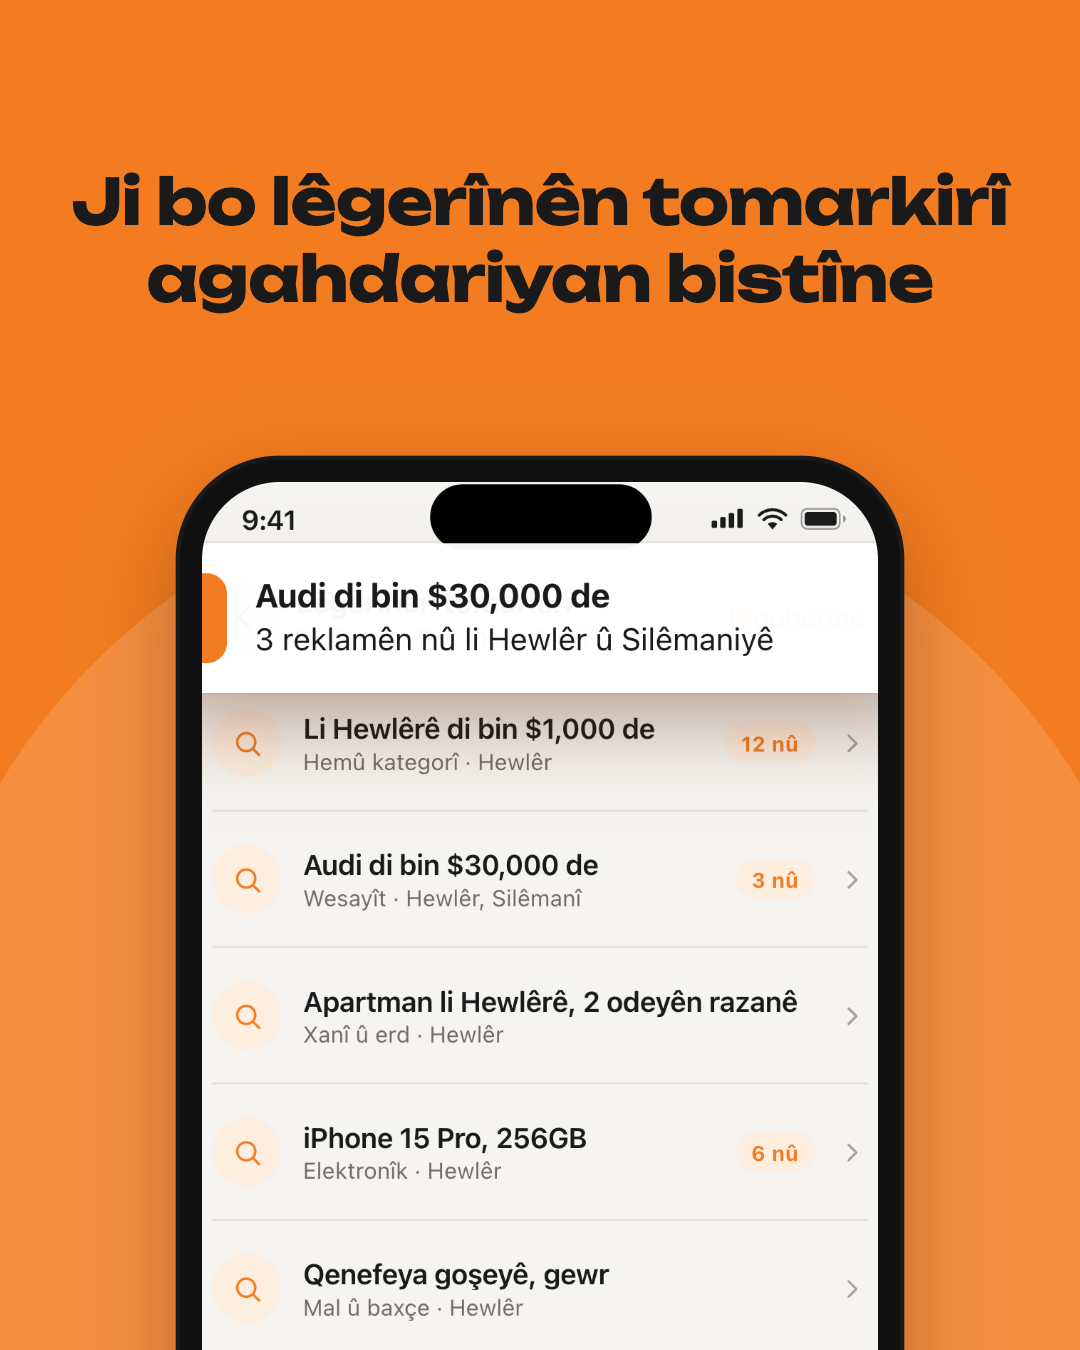 Ji bo lêgerînên tomarkirî
agahdariyan bistîne
9:41
Audi di bin $30,000 de
3 reklamên nû li Hewlêr û Silêmaniyê
Li Hewlêrê di bin $1,000 de
12 nû
Hemû kategorî · Hewlêr
Audi di bin $30,000 de
3 nû
Wesayît · Hewlêr, Silêmanî
Apartman li Hewlêrê, 2 odeyên razanê
Xanî û erd · Hewlêr
iPhone 15 Pro, 256GB
6 nû
Elektronîk · Hewlêr
Qenefeya goşeyê, gewr
Mal û baxçe · Hewlêr